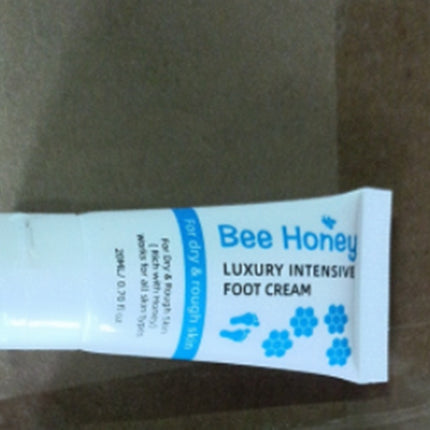 Bee Honey
LUXURY INTENSIVE
FOOT CREAM
For dry & rough skin
For Dry & Rough Skin
( Rich with Honey)
works for all skin types
20ML/ 0.70 fl oz